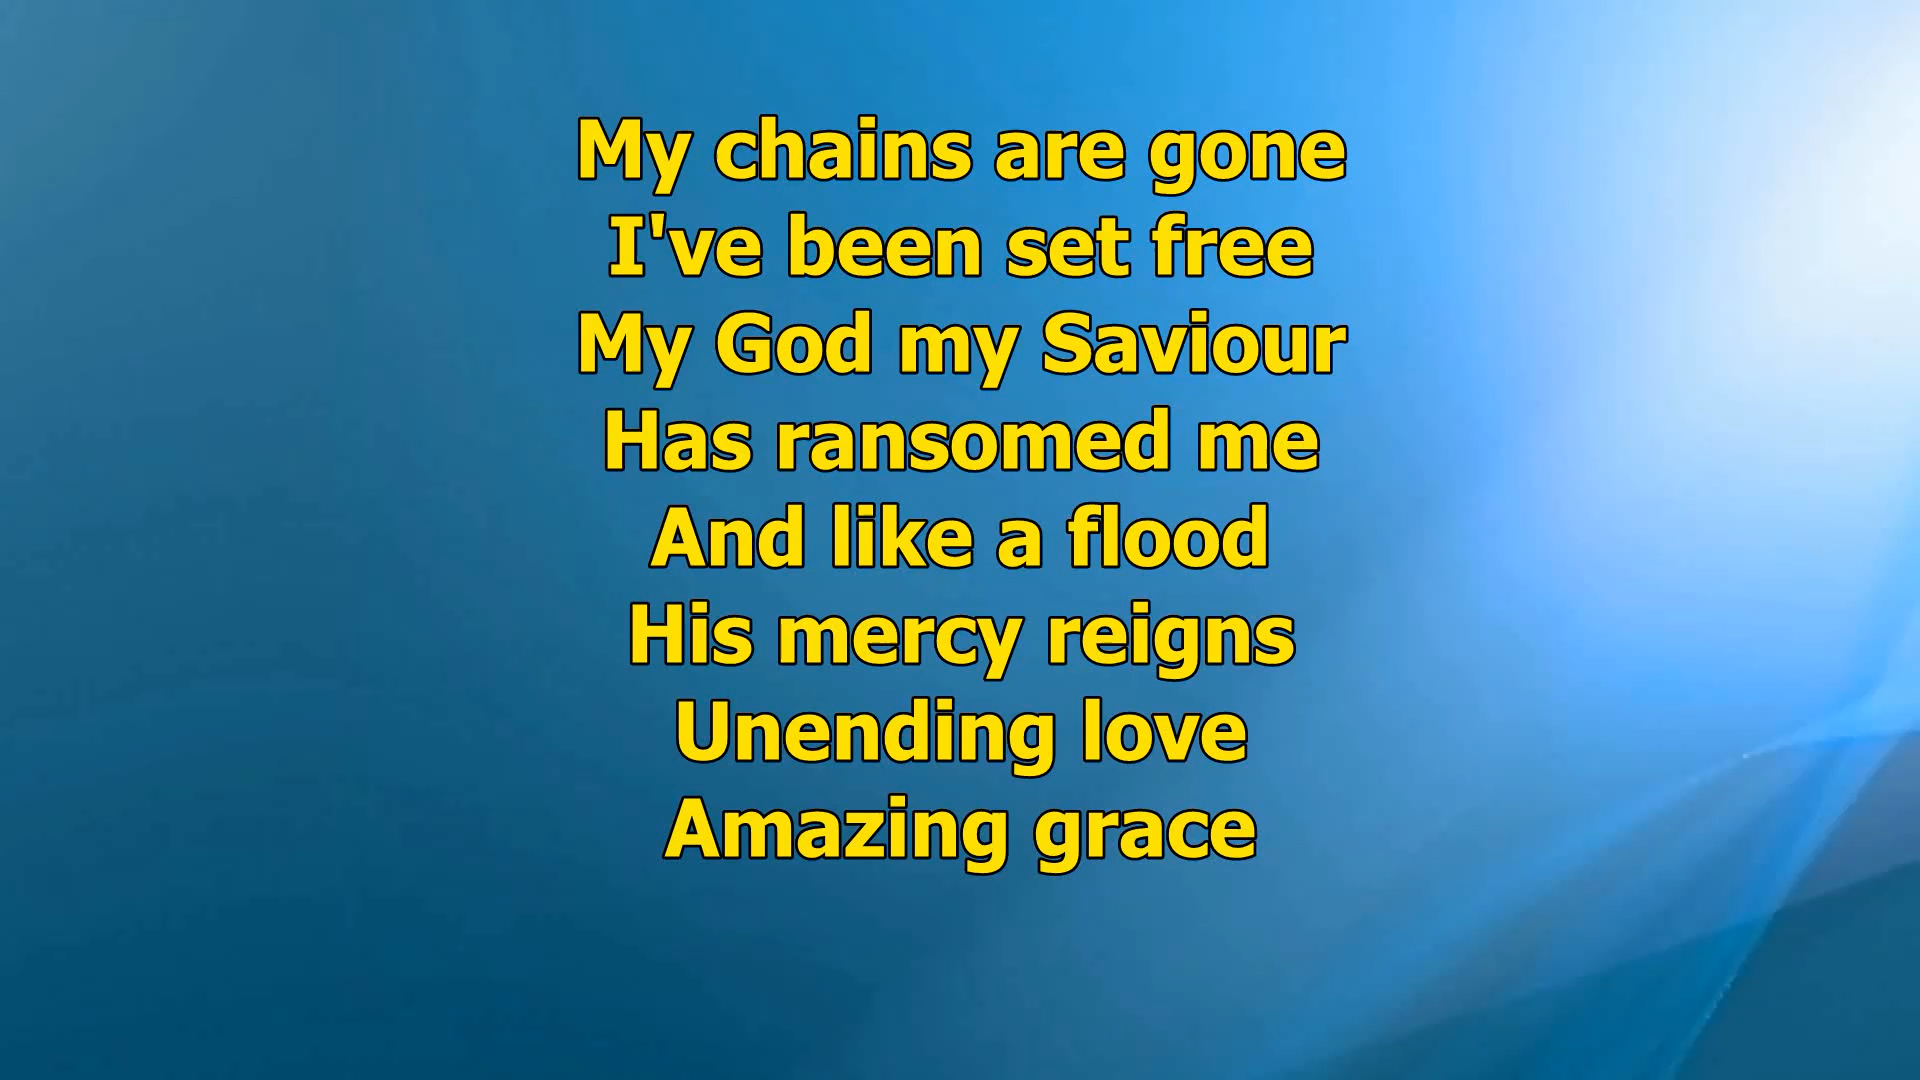 My chains are gone
I've been set free
My God my Saviour
Has ransomed me
And like a flood
His mercy reigns
Unending love
Amazing grace